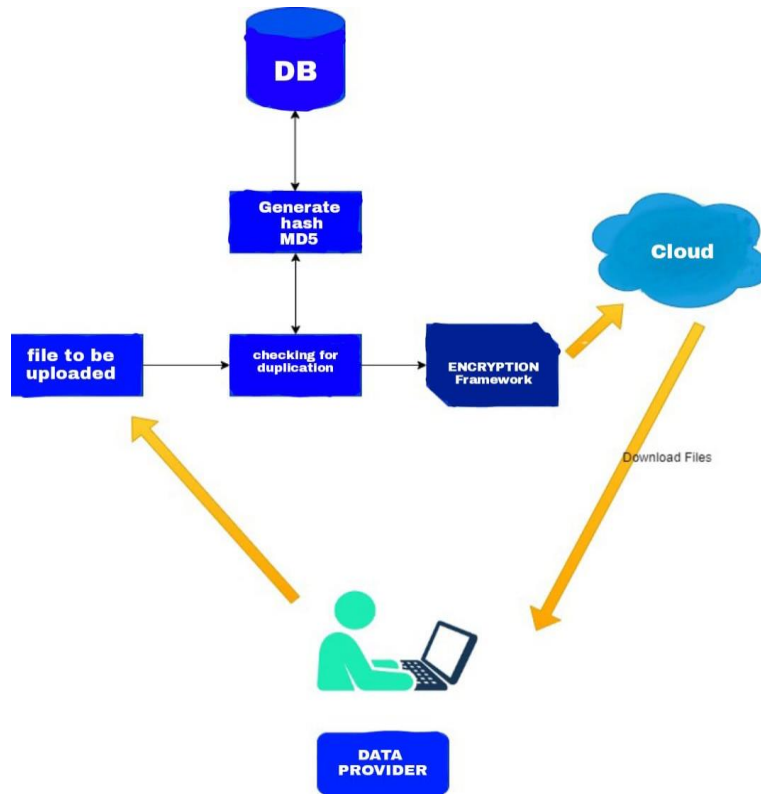 DB
Generate
hash
MD5
Cloud
file to be
uploaded
checking for
duplication
ENCRYPTION
Framework
Download Files
DATA
PROVIDER